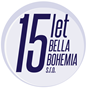 15 let
BELLA
BOHEMIA
s.r.o.